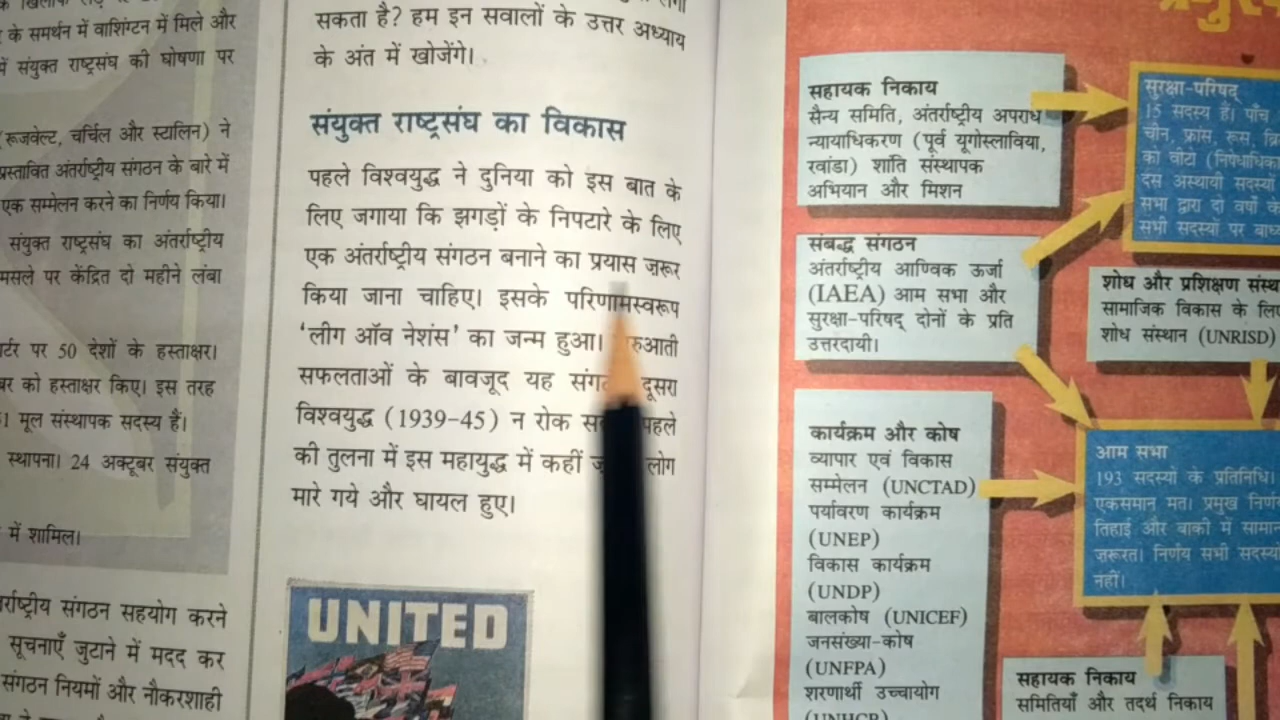 के समर्थन में वाशिंग्टन में मिले और
में संयुक्त राष्ट्रसंघ की घोषणा पर
रूजवेल्ट, चर्चिल और स्टालिन) ने
प्रस्तावित अंतर्राष्ट्रीय संगठन के बारे में
एक सम्मेलन करने का निर्णय किया।
संयुक्त राष्ट्रसंघ का अंतर्राष्ट्रीय
मसले पर केंद्रित दो महीने लंबा
पर 50 देशों के हस्ताक्षर।
को हस्ताक्षर किए। इस तरह
मूल संस्थापक सदस्य हैं।
स्थापना। 24 अक्टूबर संयुक्त
में शामिल।
संगठन सहयोग करने
सूचनाएँ जुटाने में मदद कर
संगठन नियमों और नौकरशाही
सकता है? हम इन सवालों के उत्तर अध्याय
के अंत में खोजेंगे।
संयुक्त राष्ट्रसंघ का विकास
पहले विश्वयुद्ध ने दुनिया को इस बात के
लिए जगाया कि झगड़ों के निपटारे के लिए
एक अंतर्राष्ट्रीय संगठन बनाने का प्रयास ज़रूर
किया जाना चाहिए। इसके परिणामस्वरूप
‘लीग ऑव नेशंस’ का जन्म हुआ।
सफलताओं के बावजूद यह दूसरा
विश्वयुद्ध (1939-45) न रोक पहले
की तुलना में इस महायुद्ध में कहीं लोग
मारे गये और घायल हुए।
UNITED
सहायक निकाय
सैन्य समिति, अंतर्राष्ट्रीय अपराध
न्यायाधिकरण (पूर्व यूगोस्लाविया,
रवांडा) शांति संस्थापक
अभियान और मिशन
संबद्ध संगठन
अंतर्राष्ट्रीय आण्विक ऊर्जा
(IAEA) आम सभा और
सुरक्षा-परिषद् दोनों के प्रति
उत्तरदायी।
कार्यक्रम और कोष
व्यापार एवं विकास
सम्मेलन (UNCTAD)
पर्यावरण कार्यक्रम
(UNEP)
विकास कार्यक्रम
(UNDP)
बालकोष (UNICEF)
जनसंख्या-कोष
(UNFPA)
शरणार्थी उच्चायोग
(UNHCR)
सुरक्षा-परिषद्
15 सदस्य हैं। पाँच
चीन, फ्रांस, रूस,
को वीटो (निषेधाधिका
दस अस्थायी सदस्यों
सभा द्वारा दो वर्षों के
सभी सदस्यों पर
शोध और प्रशिक्षण
सामाजिक विकास के लिए
शोध संस्थान (UNRISD)
आम सभा
193 सदस्यों के प्रतिनिधि।
एकसमान मत। प्रमुख
तिहाई और बाकी में
ज़रूरत। निर्णय सभी
नहीं।
सहायक निकाय
समितियाँ और तदर्थ निकाय